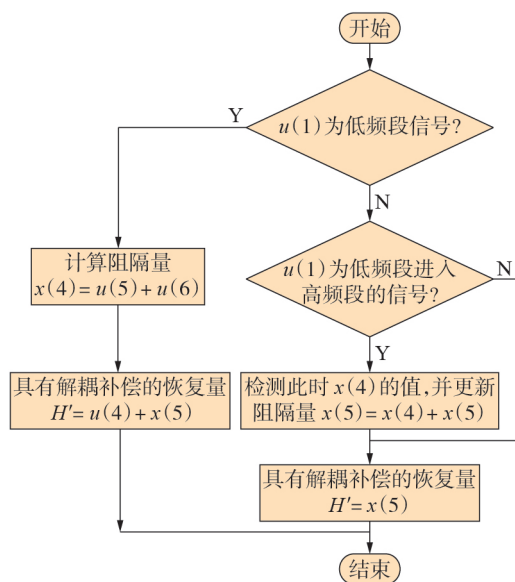 开始
u(1)为低频段信号?
Y
N
计算阻隔量
x(4)=u(5)+u(6)
u(1)为低频段进入
高频段的信号?
N
Y
具有解耦补偿的恢复量
H′=u(4)+x(5)
检测此时x(4)的值,并更新
阻隔量x(5)=x(4)+x(5)
具有解耦补偿的恢复量
H′=x(5)
结束